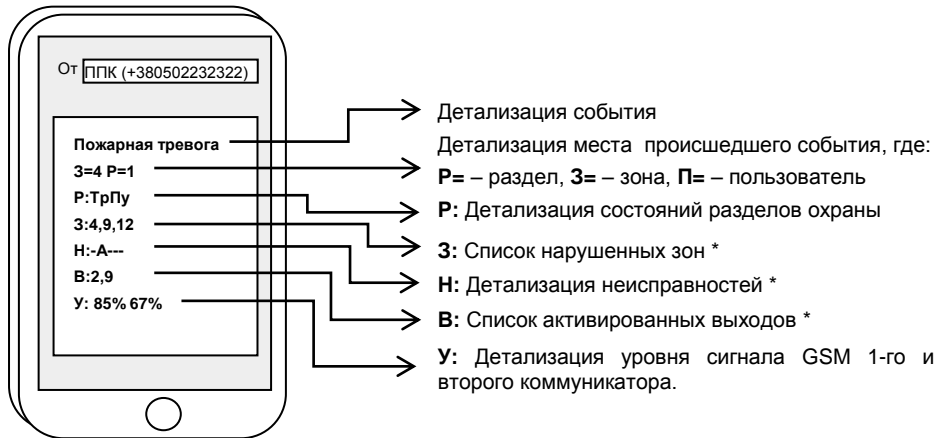 От ППК (+380502232322)
Пожарная тревога
З=4 Р=1
Р:ТрПу
З:4,9,12
Н:-А---
В:2,9
У: 85% 67%
Детализация события
Детализация места происшедшего события, где:
Р= – раздел, З= – зона, П= – пользователь
Р: Детализация состояний разделов охраны
З: Список нарушенных зон *
Н: Детализация неисправностей *
В: Список активированных выходов *
У: Детализация уровня сигнала GSM 1-го и
второго коммуникатора.